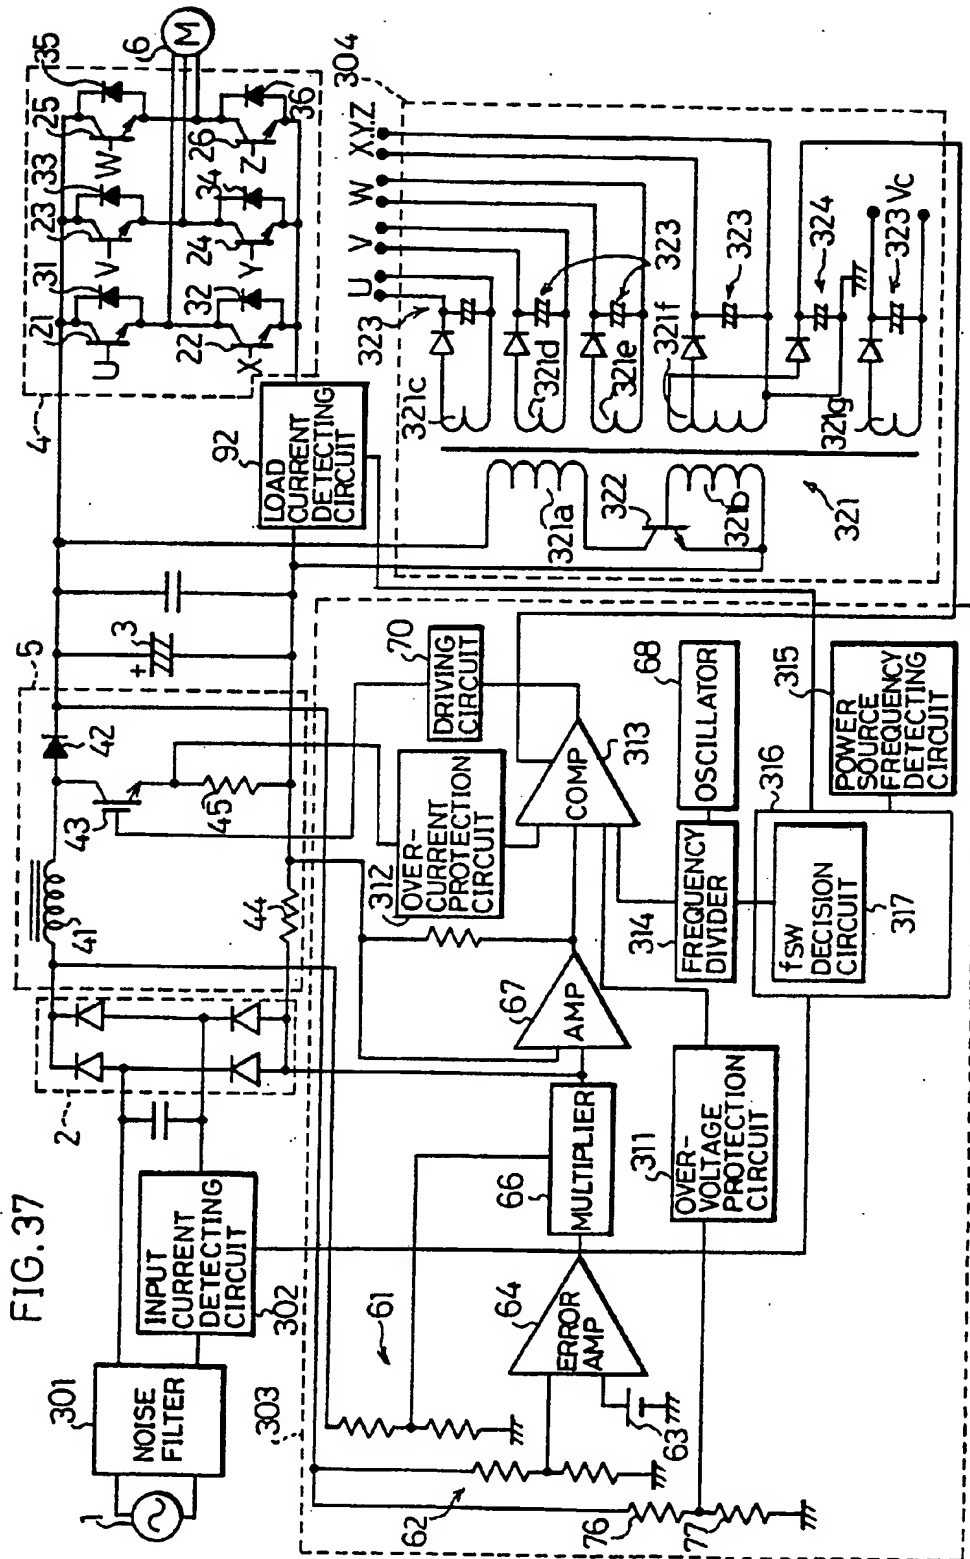 FIG. 37
1
301
NOISE
FILTER
INPUT
CURRENT
DETECTING
CIRCUIT
302
2
41
5
42
43
45
44
+
3
4
92
LOAD
CURRENT
DETECTING
CIRCUIT
21
31
23
33
25
35
U
V
W
6
M
22
32
24
34
26
36
X
Y
Z
303
61
62
63
64
ERROR
AMP
66
MULTIPLIER
67
AMP
76
77
311
OVER-
VOLTAGE
PROTECTION
CIRCUIT
312
OVER-
CURRENT
PROTECTION
CIRCUIT
70
DRIVING
CIRCUIT
COMP
313
68
OSCILLATOR
314
FREQUENCY
DIVIDER
315
POWER
SOURCE
FREQUENCY
DETECTING
CIRCUIT
316
fsw
DECISION
CIRCUIT
317
304
U
V
W
X,Y,Z
323
321c
321d
323
321e
321f
323
324
321g
323
Vc
321a
322
321b
321